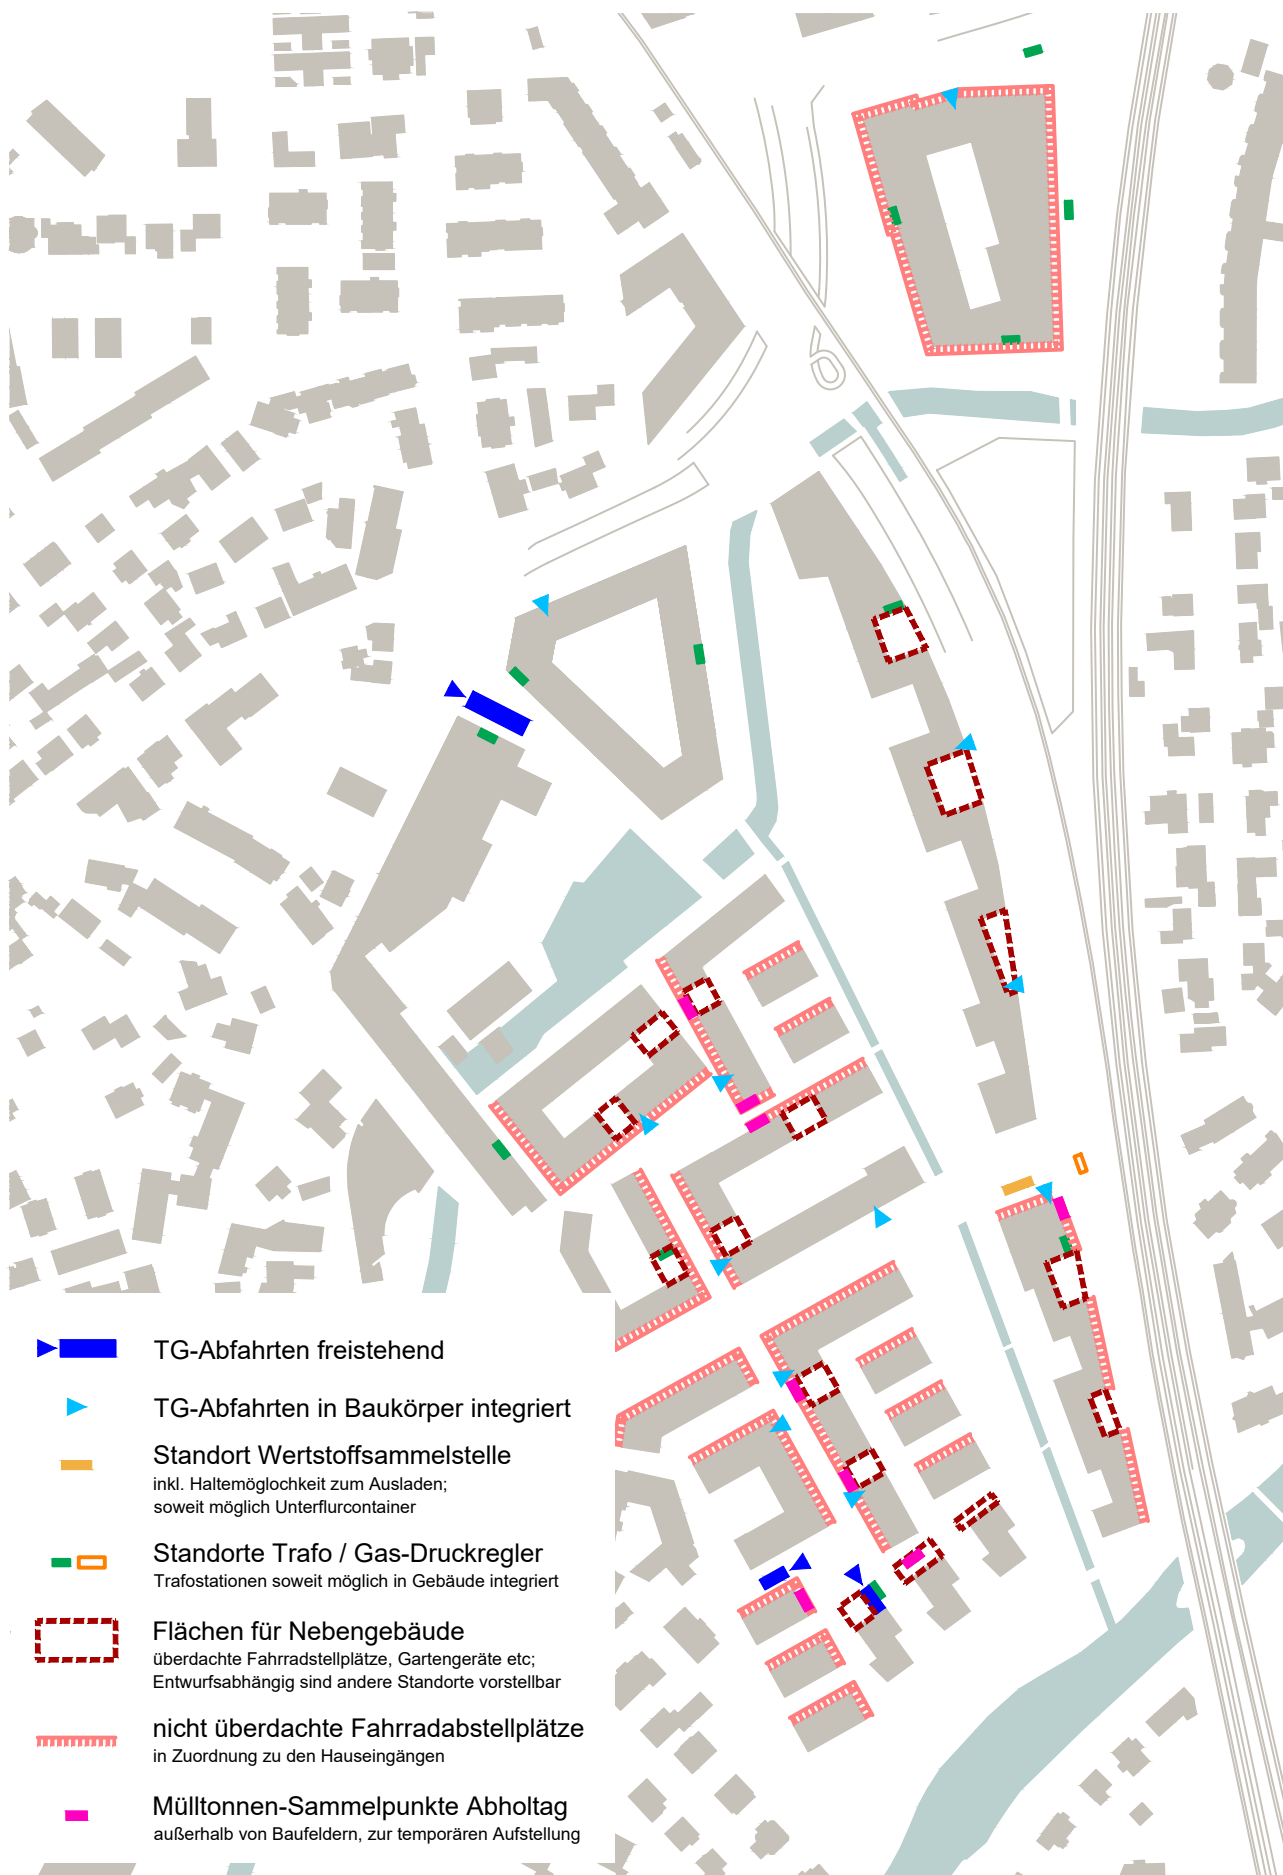 TG-Abfahrten freistehend
TG-Abfahrten in Baukörper integriert
Standort Wertstoffsammelstelle
inkl. Haltemöglochkeit zum Ausladen;
soweit möglich Unterflurcontainer
Standorte Trafo / Gas-Druckregler
Trafostationen soweit möglich in Gebäude integriert
Flächen für Nebengebäude
überdachte Fahrradstellplätze, Gartengeräte etc;
Entwurfsabhängig sind andere Standorte vorstellbar
nicht überdachte Fahrradabstellplätze
in Zuordnung zu den Hauseingängen
Mülltonnen-Sammelpunkte Abholtag
außerhalb von Baufeldern, zur temporären Aufstellung